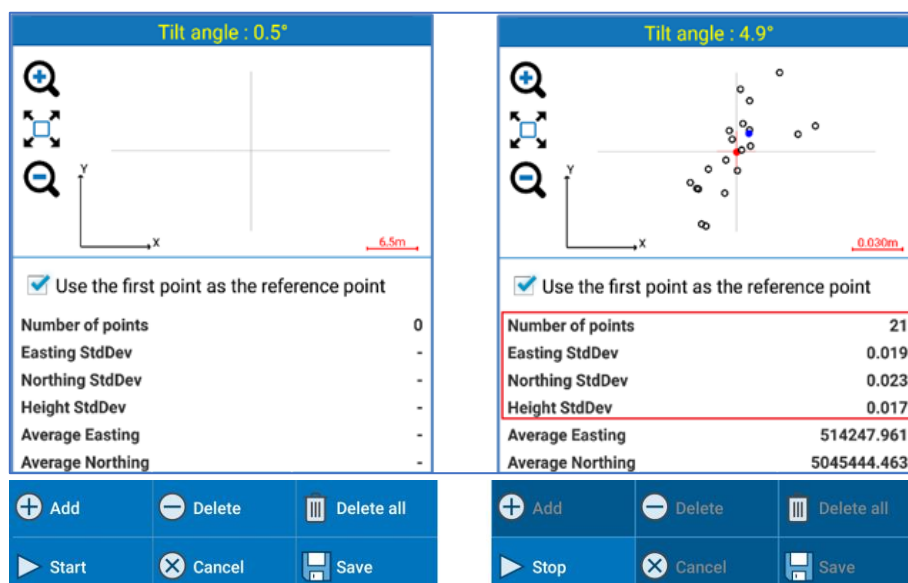 Tilt angle : 0.5°
Y
X
6.5m
Use the first point as the reference point
Number of points 0
Easting StdDev -
Northing StdDev -
Height StdDev -
Average Easting -
Average Northing -
Add Delete Delete all
Start Cancel Save
Tilt angle : 4.9°
Y
X
0.030m
Use the first point as the reference point
Number of points 21
Easting StdDev 0.019
Northing StdDev 0.023
Height StdDev 0.017
Average Easting 514247.961
Average Northing 5045444.463
Add Delete Delete all
Stop Cancel Save